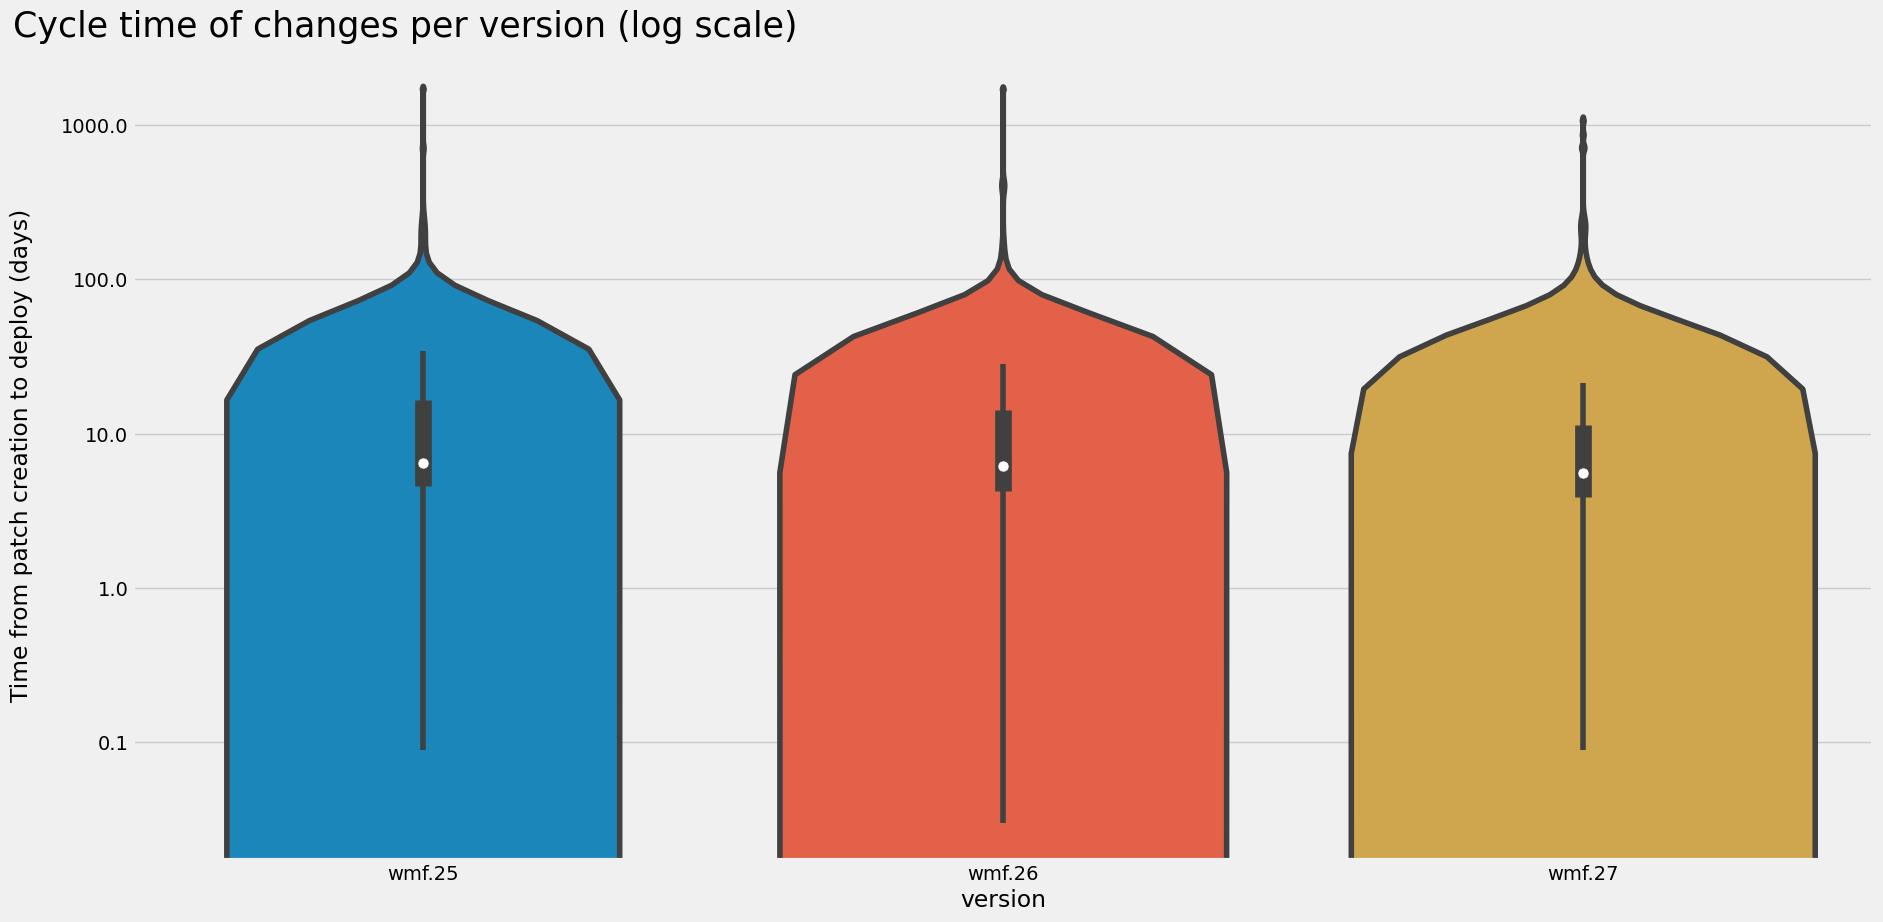 Cycle time of changes per version (log scale)
Time from patch creation to deploy (days)
1000.0
100.0
10.0
1.0
0.1
wmf.25
wmf.26
wmf.27
version